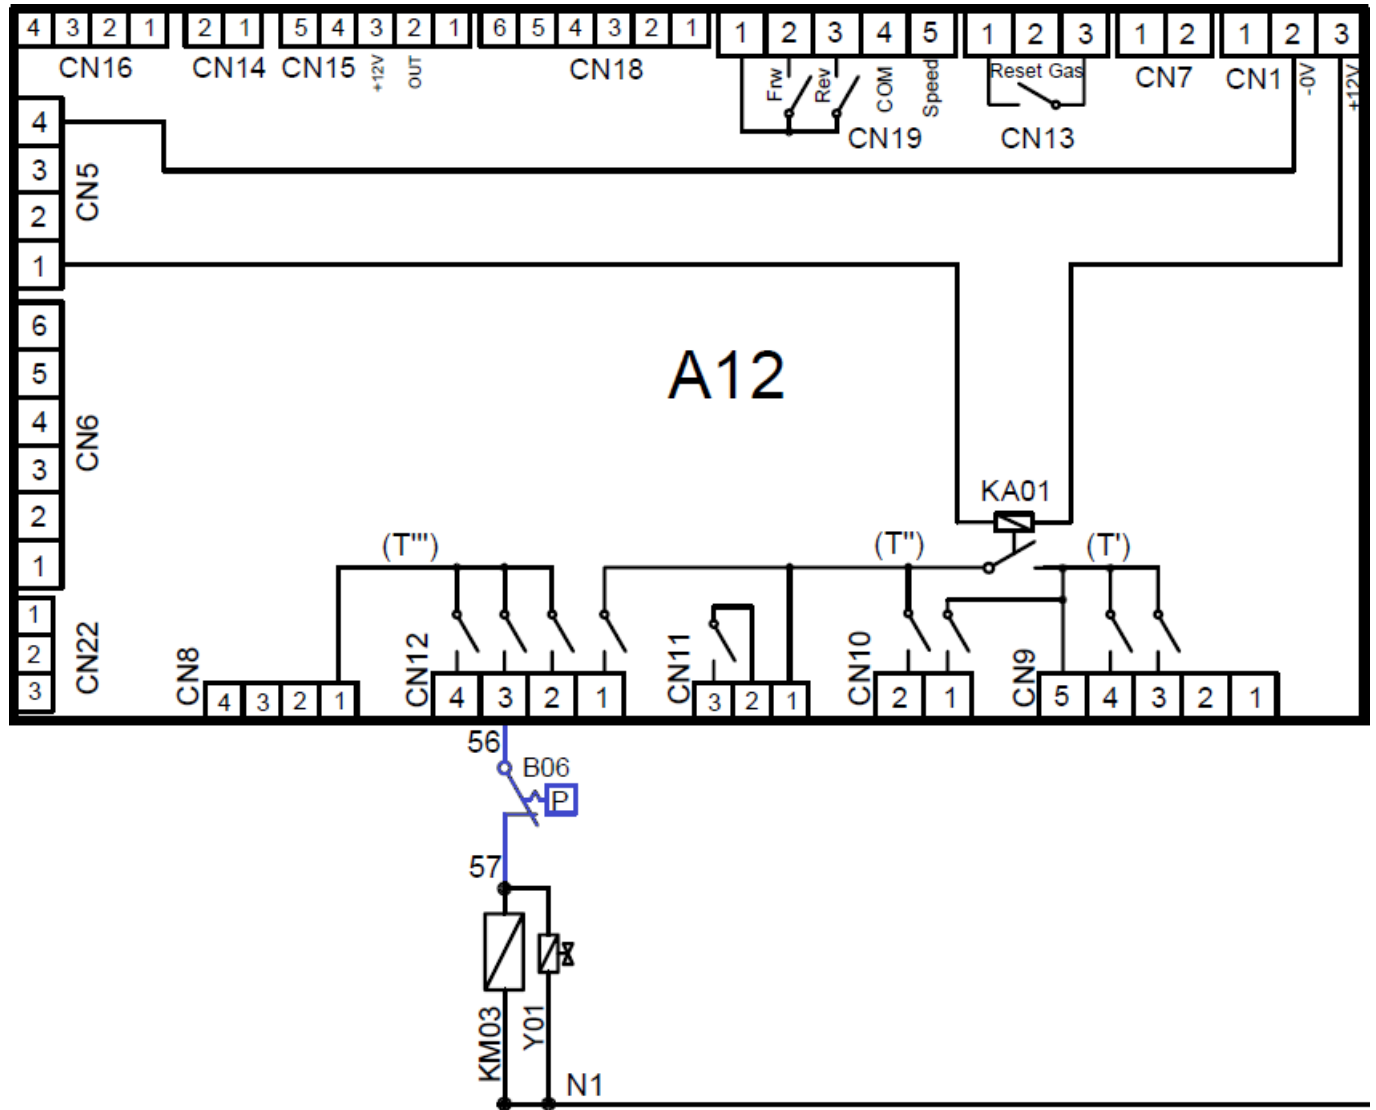 4 3 2 1 2 1 5 4 3 2 1 6 5 4 3 2 1 1 2 3 4 5 1 2 3 1 2 1 2 3
CN16 CN14 CN15 +12V OUT CN18 Frw Rev COM Speed Reset Gas CN7 CN1 -0V +12V
CN19 CN13
4
3
2
1
CN5
6
5
4
3
2
1
CN6
A12
KA01
(T''') (T'') (T')
1
2
3
CN22
CN8 CN12 CN11 CN10 CN9
4 3 2 1 4 3 2 1 3 2 1 2 1 5 4 3 2 1
56
B06
P
57
KM03 Y01
N1